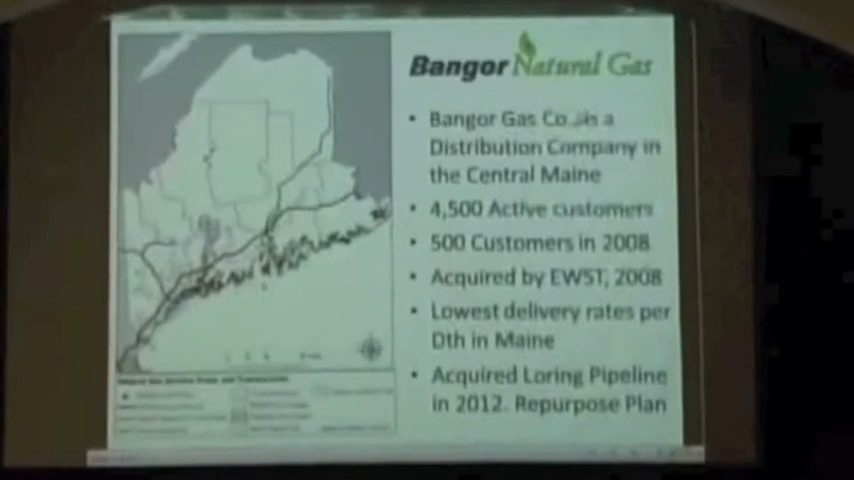 Bangor Natural Gas
• Bangor Gas Co. is a
Distribution Company in
the Central Maine
• 4,500 Active customers
• 500 Customers in 2008
• Acquired by EWST, 2008
• Lowest delivery rates per
Dth in Maine
• Acquired Loring Pipeline
in 2012. Repurpose Plan